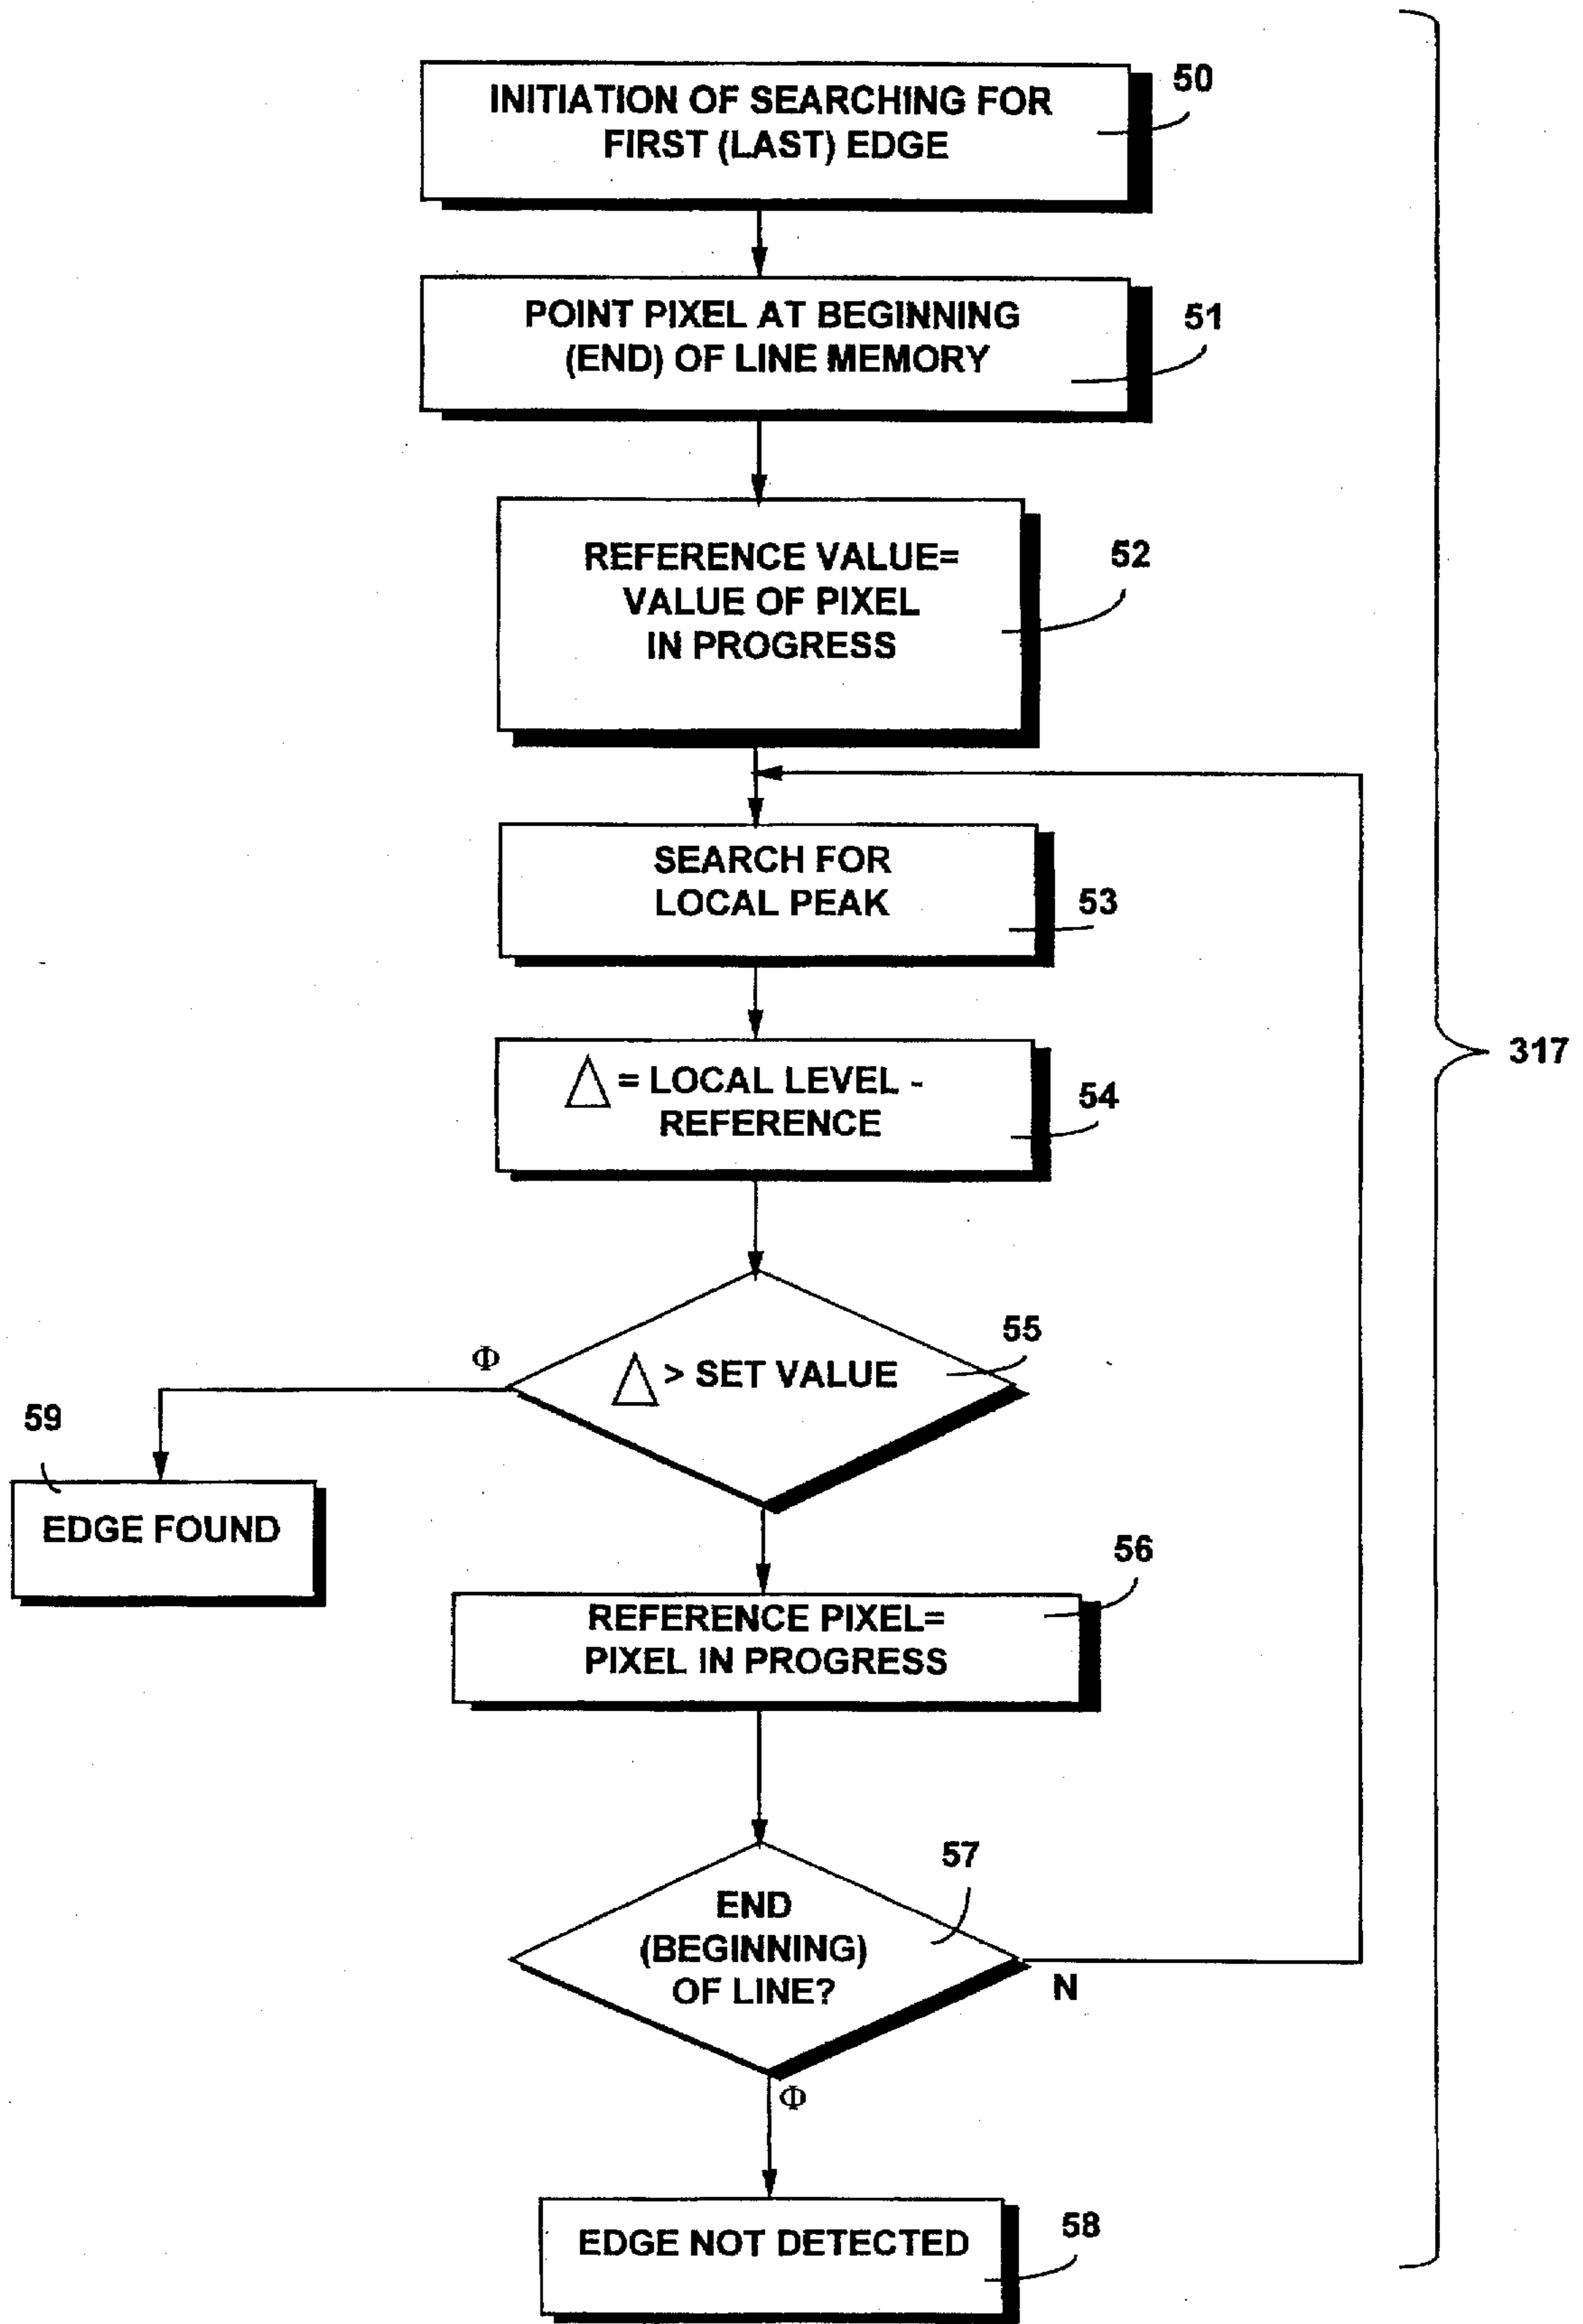 INITIATION OF SEARCHING FOR
FIRST (LAST) EDGE
50
POINT PIXEL AT BEGINNING
(END) OF LINE MEMORY
51
REFERENCE VALUE=
VALUE OF PIXEL
IN PROGRESS
52
SEARCH FOR
LOCAL PEAK
53
△ = LOCAL LEVEL -
REFERENCE
54
317
△ > SET VALUE
55
Φ
59
EDGE FOUND
REFERENCE PIXEL=
PIXEL IN PROGRESS
56
END
(BEGINNING)
OF LINE?
57
N
Φ
EDGE NOT DETECTED
58